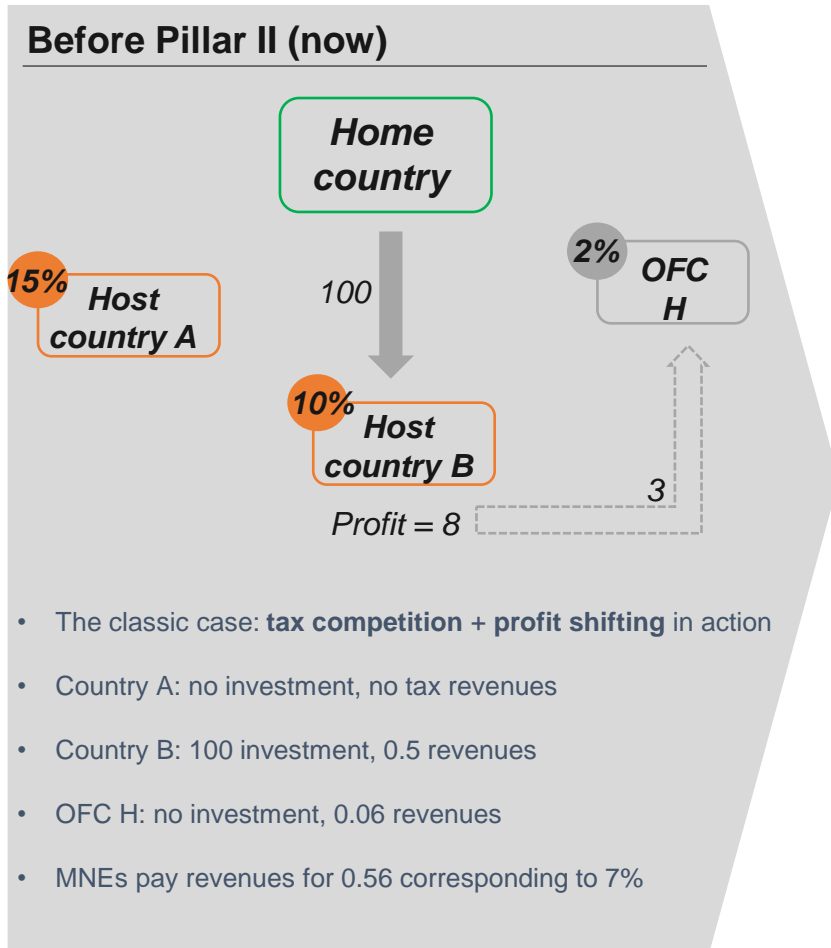 Before Pillar II (now)
Home
country
15%
Host
country A
100
2%
OFC
H
10%
Host
country B
Profit = 8
3
• The classic case: tax competition + profit shifting in action
• Country A: no investment, no tax revenues
• Country B: 100 investment, 0.5 revenues
• OFC H: no investment, 0.06 revenues
• MNEs pay revenues for 0.56 corresponding to 7%